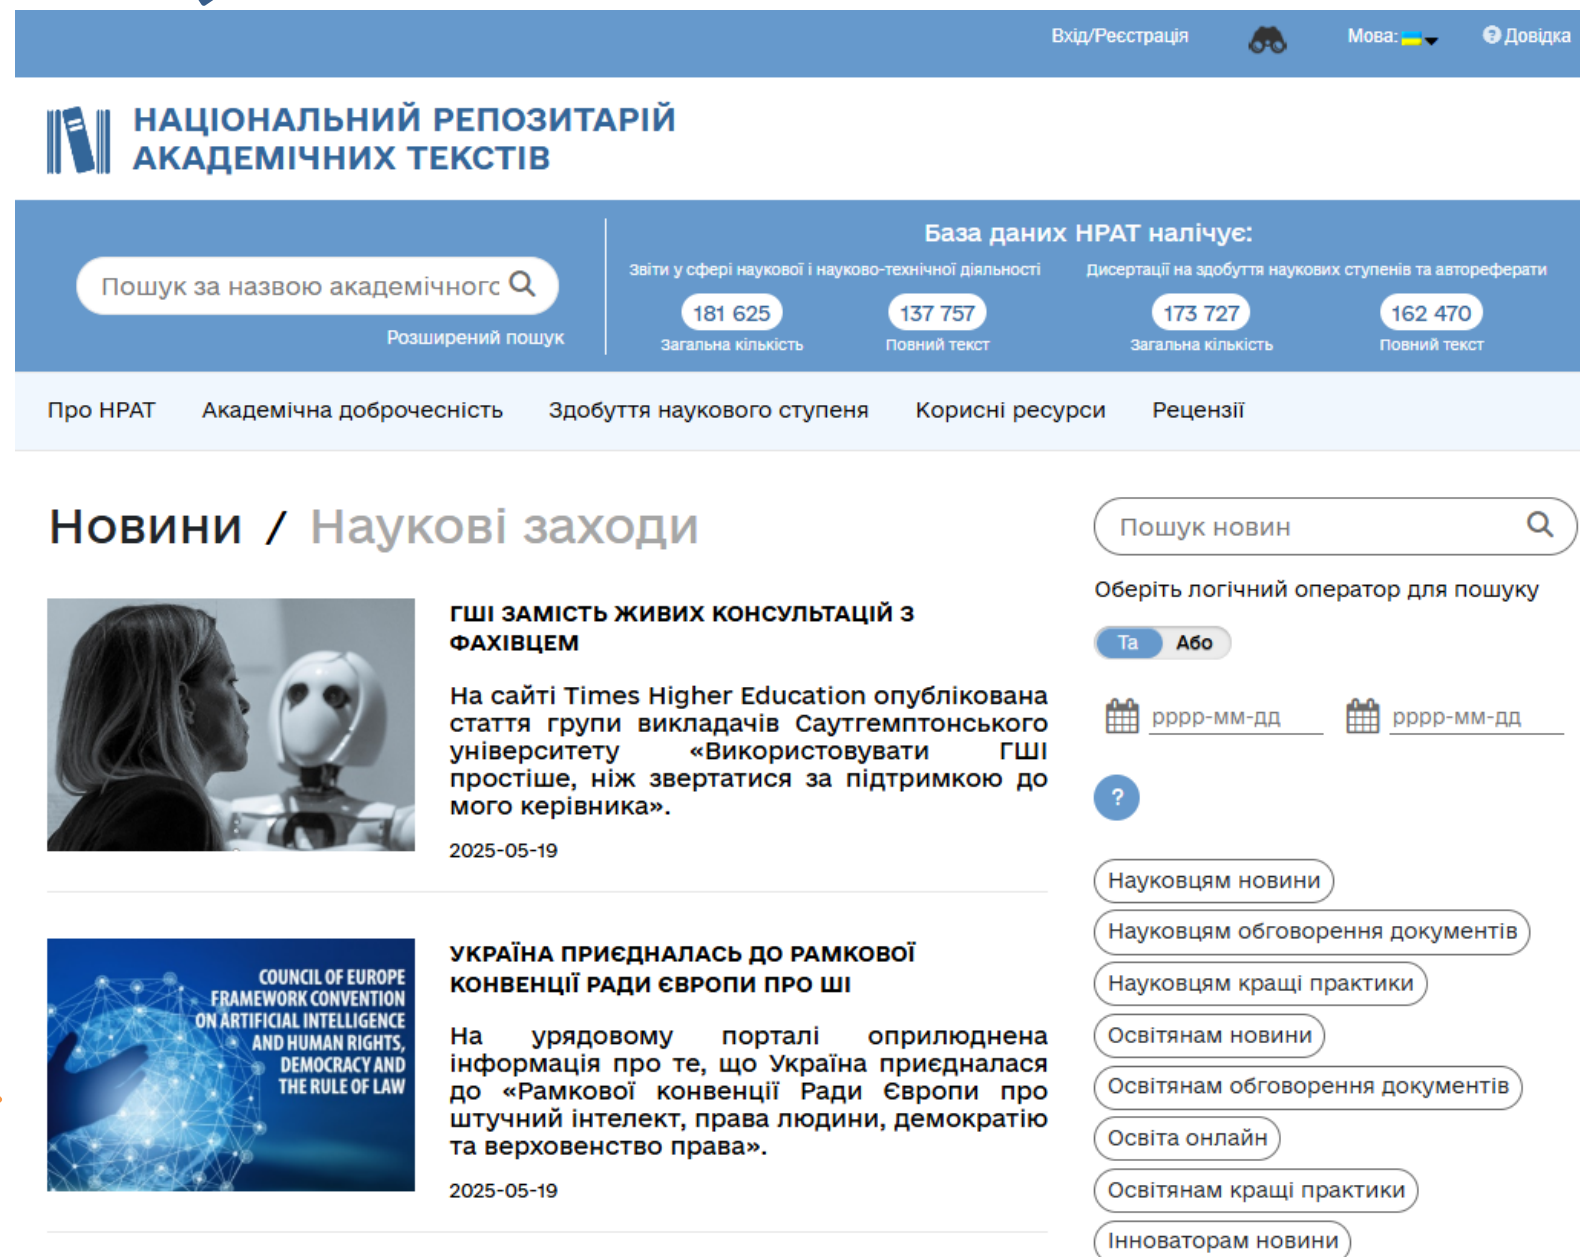 Вхід/Реєстрація
Мова:
Довідка
НАЦІОНАЛЬНИЙ РЕПОЗИТАРІЙ
АКАДЕМІЧНИХ ТЕКСТІВ
Пошук за назвою академічногс
Розширений пошук
База даних НРАТ налічує:
Звіти у сфері наукової і науково-технічної діяльності
Дисертації на здобуття наукових ступенів та автореферати
181 625
137 757
173 727
162 470
Загальна кількість
Повний текст
Загальна кількість
Повний текст
Про НРАТ
Академічна доброчесність
Здобуття наукового ступеня
Корисні ресурси
Рецензії
Новини / Наукові заходи
ГШІ ЗАМІСТЬ ЖИВИХ КОНСУЛЬТАЦІЙ З
ФАХІВЦЕМ
На сайті Times Higher Education опублікована
стаття групи викладачів Саутгемптонського
університету «Використовувати ГШІ
простіше, ніж звертатися за підтримкою до
мого керівника».
2025-05-19
COUNCIL OF EUROPE
FRAMEWORK CONVENTION
ON ARTIFICIAL INTELLIGENCE
AND HUMAN RIGHTS,
DEMOCRACY AND
THE RULE OF LAW
УКРАЇНА ПРИЄДНАЛАСЬ ДО РАМКОВОЇ
КОНВЕНЦІЇ РАДИ ЄВРОПИ ПРО ШІ
На урядовому порталі оприлюднена
інформація про те, що Україна приєдналася
до «Рамкової конвенції Ради Європи про
штучний інтелект, права людини, демократію
та верховенство права».
2025-05-19
Пошук новин
Оберіть логічний оператор для пошуку
Та Або
рррр-мм-дд
рррр-мм-дд
?
Науковцям новини
Науковцям обговорення документів
Науковцям кращі практики
Освітянам новини
Освітянам обговорення документів
Освіта онлайн
Освітянам кращі практики
Інноваторам новини